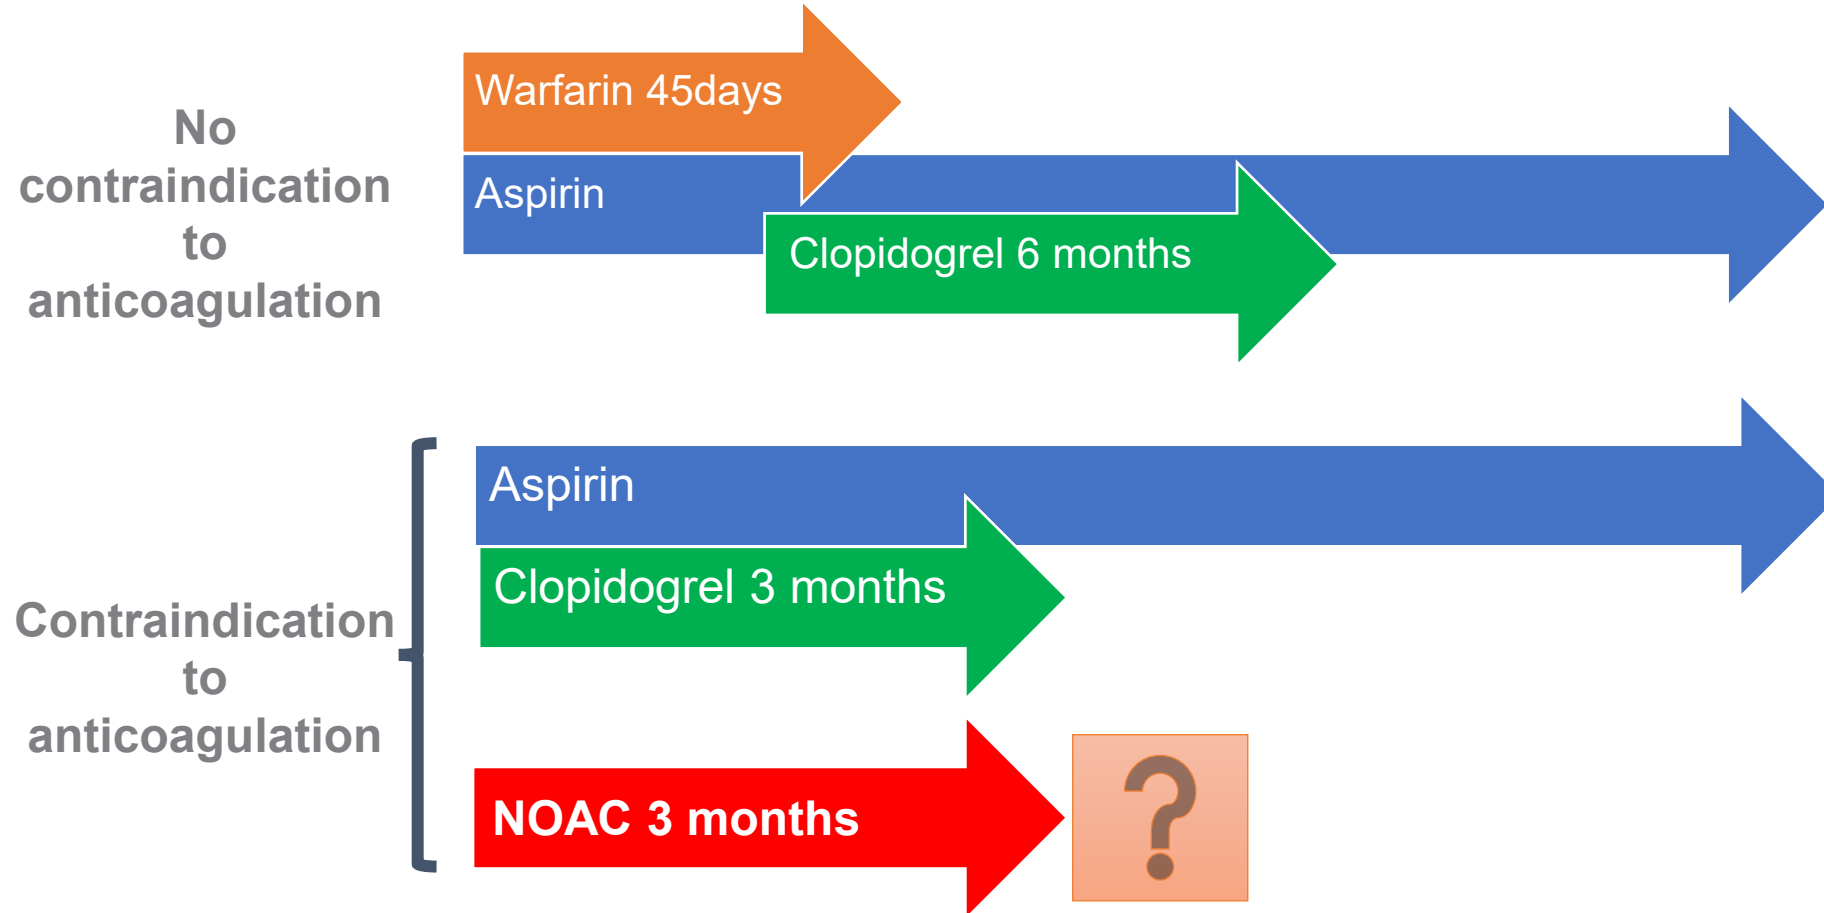 No
contraindication
to
anticoagulation
Warfarin 45days
Aspirin
Clopidogrel 6 months
Contraindication
to
anticoagulation
Aspirin
Clopidogrel 3 months
NOAC 3 months
?